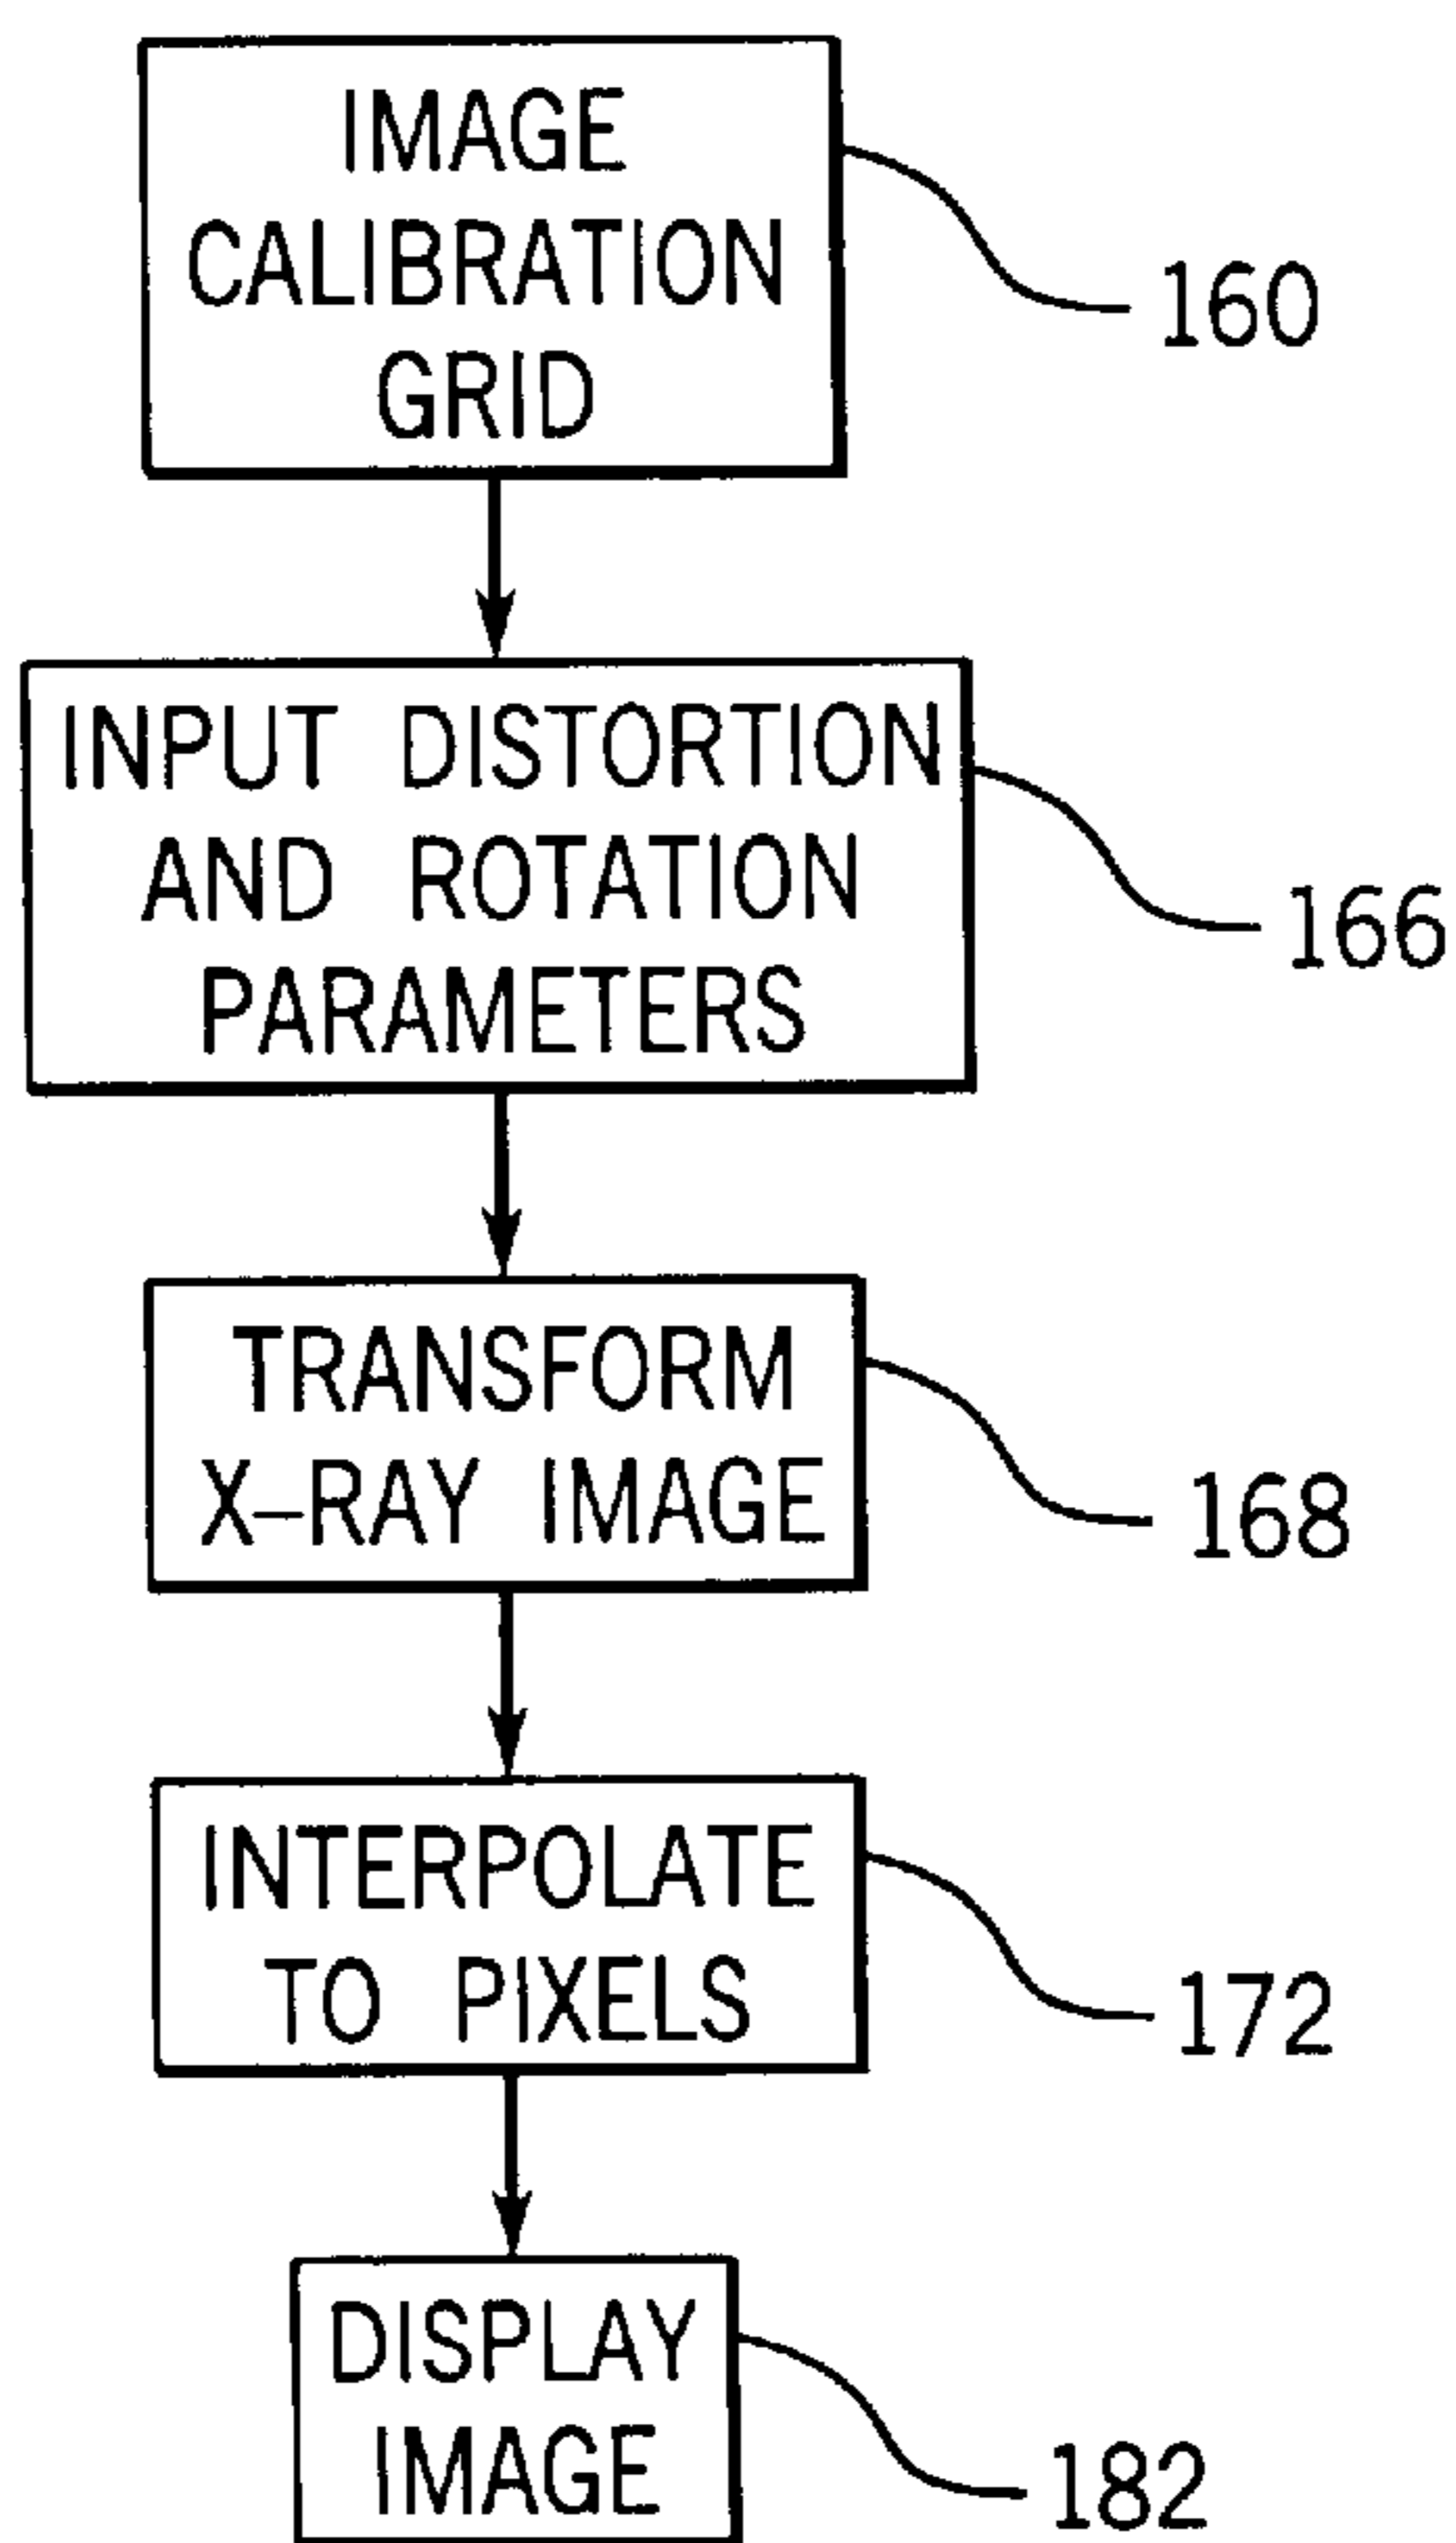 IMAGE
CALIBRATION
GRID
160
INPUT DISTORTION
AND ROTATION
PARAMETERS
166
TRANSFORM
X-RAY IMAGE
168
INTERPOLATE
TO PIXELS
172
DISPLAY
IMAGE
182